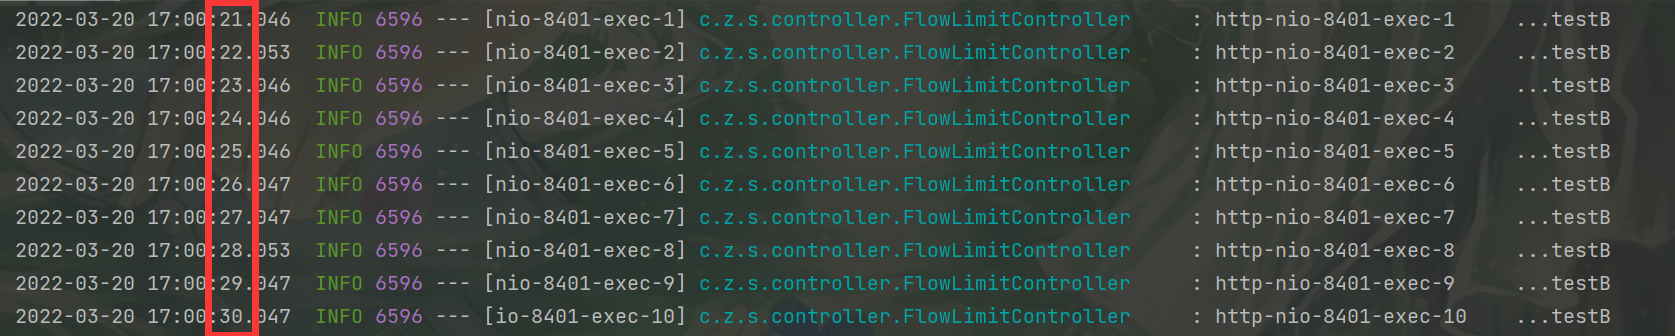 2022-03-20 17:00:21.046 INFO 6596 --- [nio-8401-exec-1] c.z.s.controller.FlowLimitController : http-nio-8401-exec-1 ...testB
2022-03-20 17:00:22.053 INFO 6596 --- [nio-8401-exec-2] c.z.s.controller.FlowLimitController : http-nio-8401-exec-2 ...testB
2022-03-20 17:00:23.046 INFO 6596 --- [nio-8401-exec-3] c.z.s.controller.FlowLimitController : http-nio-8401-exec-3 ...testB
2022-03-20 17:00:24.046 INFO 6596 --- [nio-8401-exec-4] c.z.s.controller.FlowLimitController : http-nio-8401-exec-4 ...testB
2022-03-20 17:00:25.046 INFO 6596 --- [nio-8401-exec-5] c.z.s.controller.FlowLimitController : http-nio-8401-exec-5 ...testB
2022-03-20 17:00:26.047 INFO 6596 --- [nio-8401-exec-6] c.z.s.controller.FlowLimitController : http-nio-8401-exec-6 ...testB
2022-03-20 17:00:27.047 INFO 6596 --- [nio-8401-exec-7] c.z.s.controller.FlowLimitController : http-nio-8401-exec-7 ...testB
2022-03-20 17:00:28.053 INFO 6596 --- [nio-8401-exec-8] c.z.s.controller.FlowLimitController : http-nio-8401-exec-8 ...testB
2022-03-20 17:00:29.047 INFO 6596 --- [nio-8401-exec-9] c.z.s.controller.FlowLimitController : http-nio-8401-exec-9 ...testB
2022-03-20 17:00:30.047 INFO 6596 --- [io-8401-exec-10] c.z.s.controller.FlowLimitController : http-nio-8401-exec-10 ...testB